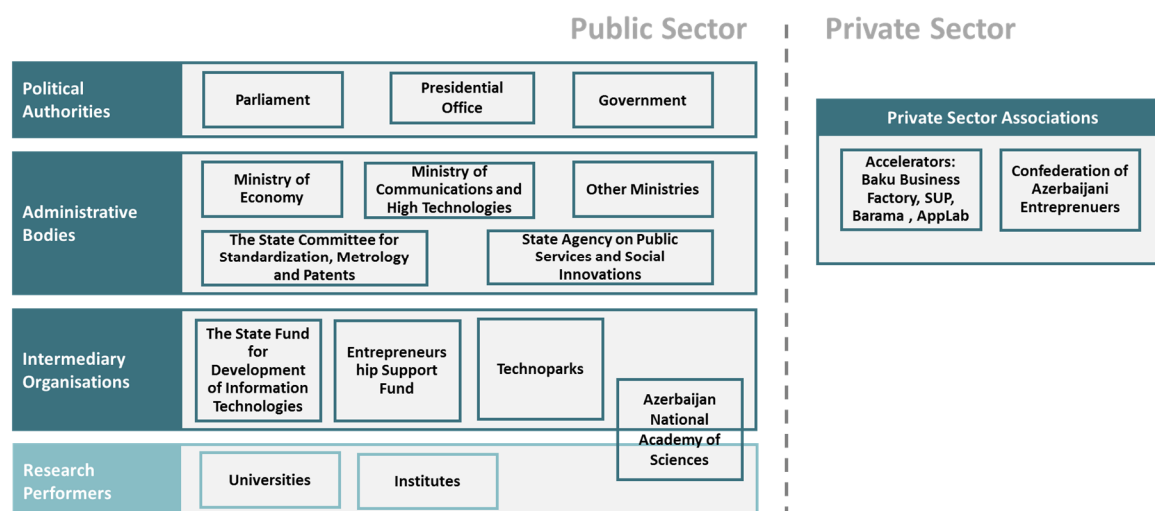 Public Sector
Private Sector
Political
Authorities
Parliament
Presidential
Office
Government
Administrative
Bodies
Ministry of
Economy
Ministry of
Communications and
High Technologies
Other Ministries
The State Committee for
Standardization, Metrology
and Patents
State Agency on Public
Services and Social
Innovations
Intermediary
Organisations
The State Fund
for
Development
of Information
Technologies
Entrepreneurs
hip Support
Fund
Technoparks
Azerbaijan
National
Academy of
Sciences
Research
Performers
Universities
Institutes
Private Sector Associations
Accelerators:
Baku Business
Factory, SUP,
Barama , AppLab
Confederation of
Azerbaijani
Entreprenuers